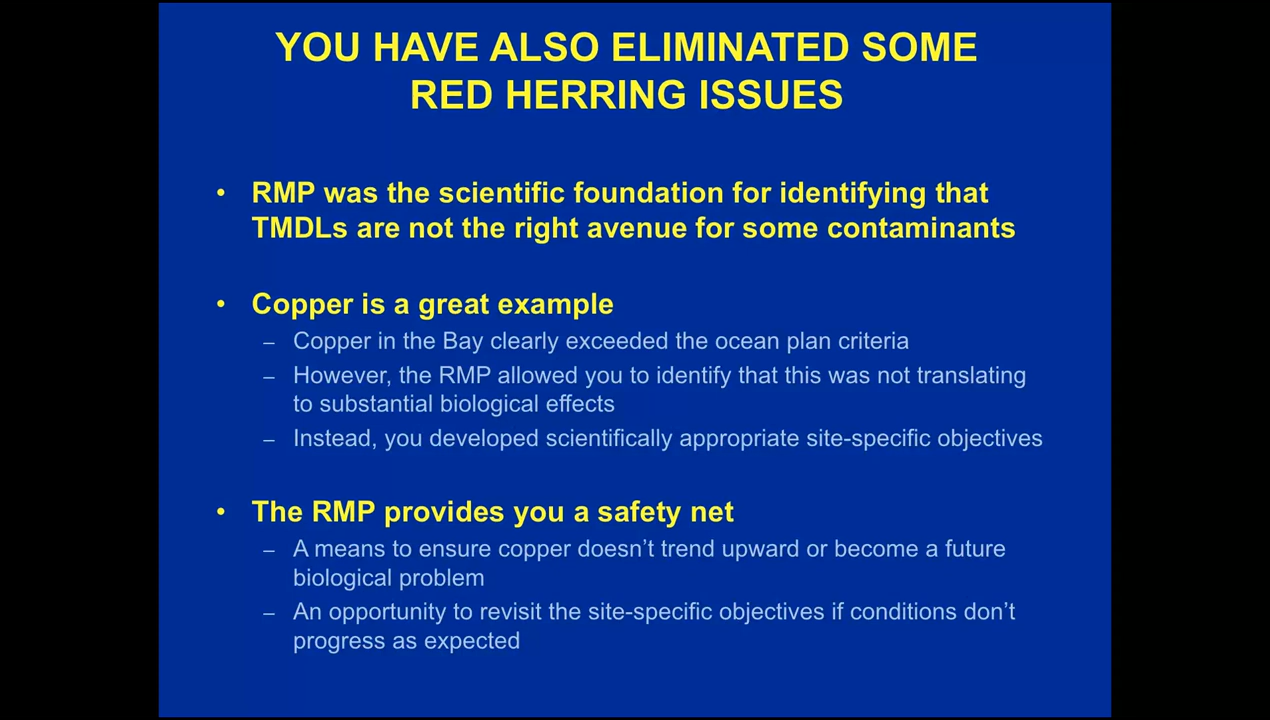 YOU HAVE ALSO ELIMINATED SOME
RED HERRING ISSUES
• RMP was the scientific foundation for identifying that
TMDLs are not the right avenue for some contaminants
• Copper is a great example
– Copper in the Bay clearly exceeded the ocean plan criteria
– However, the RMP allowed you to identify that this was not translating
to substantial biological effects
– Instead, you developed scientifically appropriate site-specific objectives
• The RMP provides you a safety net
– A means to ensure copper doesn’t trend upward or become a future
biological problem
– An opportunity to revisit the site-specific objectives if conditions don’t
progress as expected